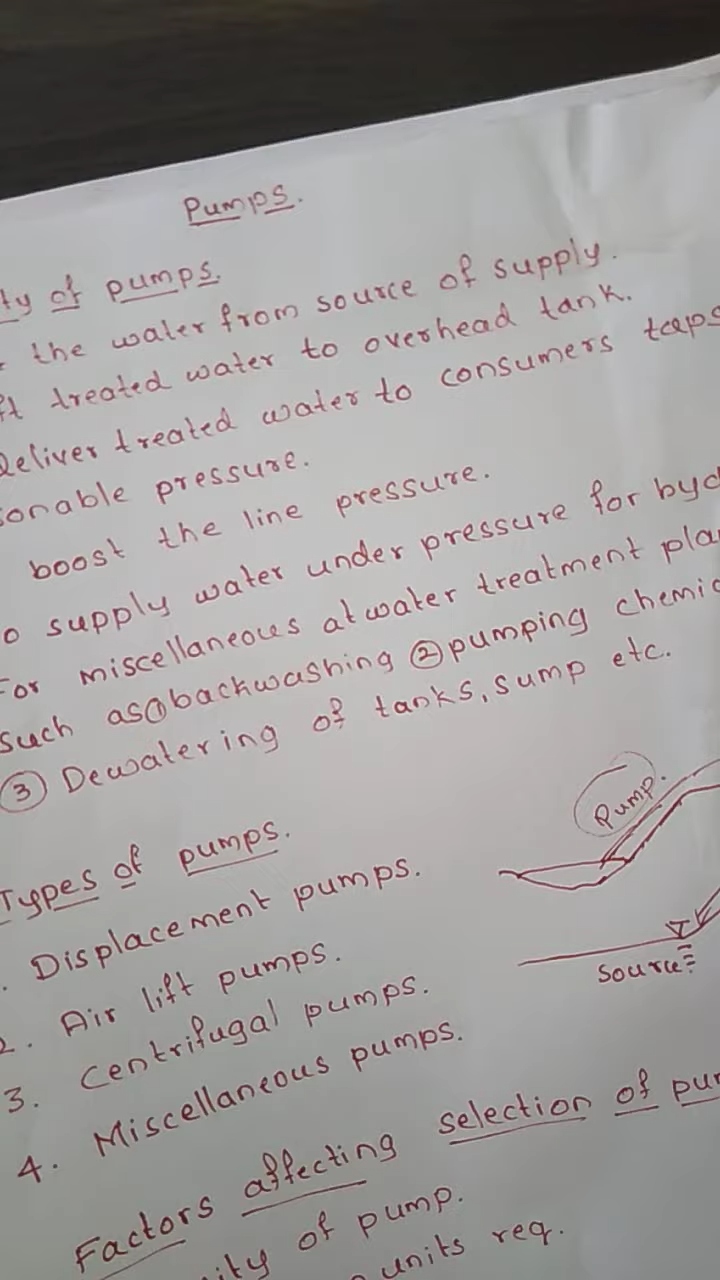 Pumps.
ty of pumps.
the water from source of supply.
ft treated water to overhead tank.
Deliver treated water to consumers taps
sonable pressure.
boost the line pressure.
o supply water under pressure for hyd
For miscellaneous at water treatment pla
Such as ① backwashing ② pumping chemic
③ Dewatering of tanks, sump etc.
Pump.
Source
Types of pumps.
. Displacement pumps.
2. Air lift pumps.
3. Centrifugal pumps.
4. Miscellaneous pumps.
Factors affecting selection of pu
ity of pump.
units req.